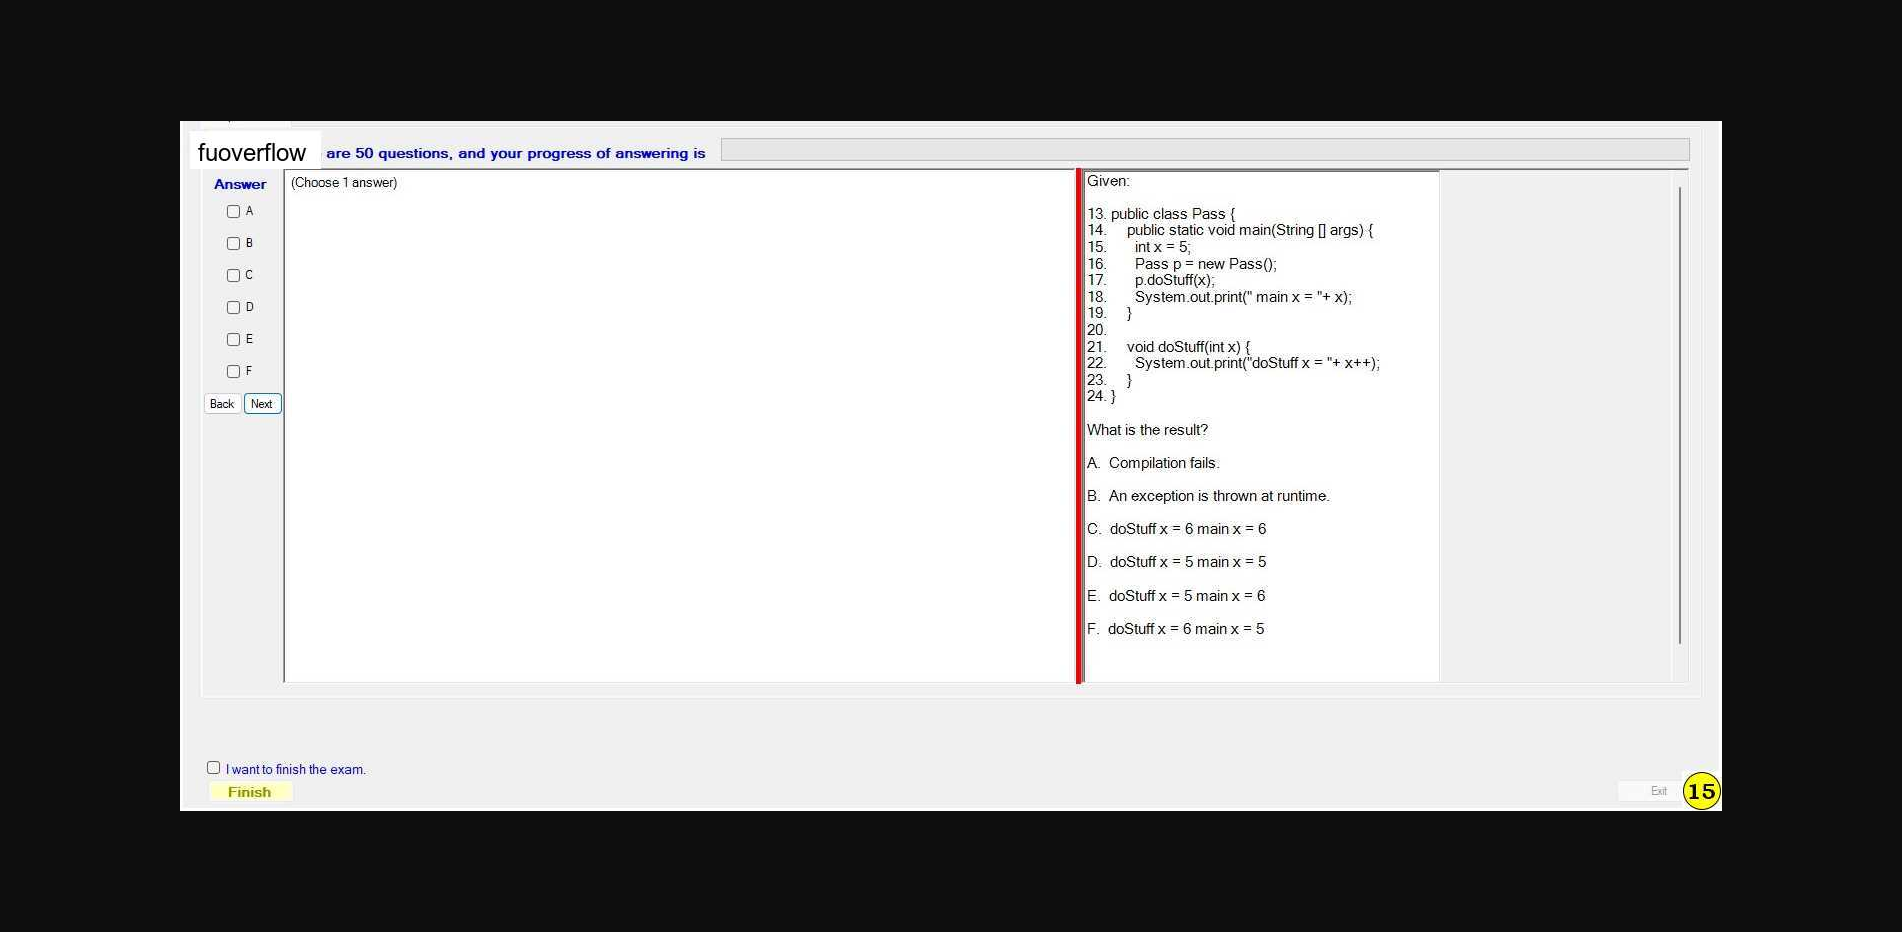 fuoverflow are 50 questions, and your progress of answering is
Answer
A
B
C
D
E
F
Back Next
(Choose 1 answer)
Given:
13. public class Pass {
14. public static void main(String [] args) {
15. int x = 5;
16. Pass p = new Pass();
17. p.doStuff(x);
18. System.out.print(" main x = "+ x);
19. }
20.
21. void doStuff(int x) {
22. System.out.print("doStuff x = "+ x++);
23. }
24. }
What is the result?
A. Compilation fails.
B. An exception is thrown at runtime.
C. doStuff x = 6 main x = 6
D. doStuff x = 5 main x = 5
E. doStuff x = 5 main x = 6
F. doStuff x = 6 main x = 5
I want to finish the exam.
Finish
Exit
15